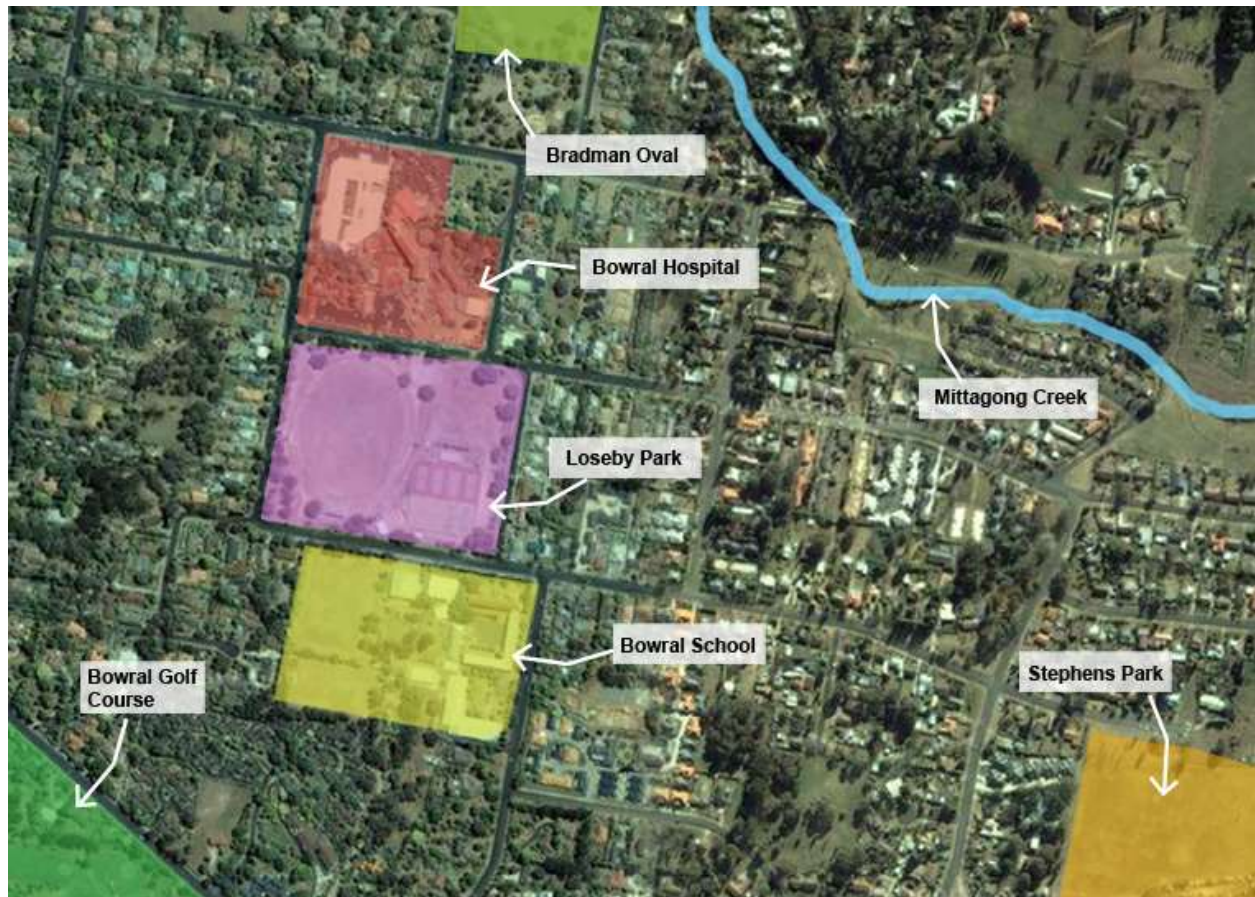 Bradman Oval
Bowral Hospital
Mittagong Creek
Loseby Park
Bowral School
Bowral Golf
Course
Stephens Park